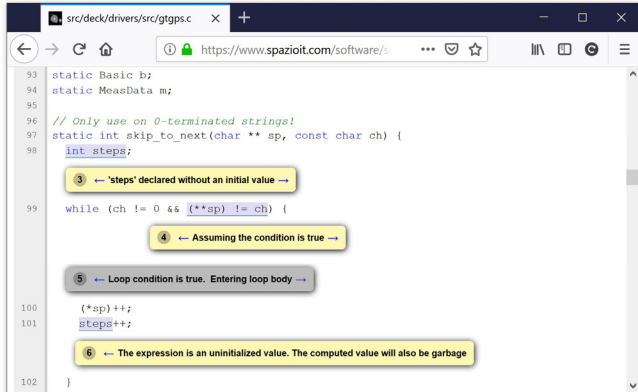 src/deck/drivers/src/gtgps.c
https://www.spazioit.com/software/s
93 static Basic b;
94 static MeasData m;
95
96 // Only use on 0-terminated strings!
97 static int skip_to_next(char ** sp, const char ch) {
98 int steps;
3 ← 'steps' declared without an initial value →
99 while (ch != 0 && (**sp) != ch) {
4 ← Assuming the condition is true →
5 ← Loop condition is true. Entering loop body →
100 (*sp)++;
101 steps++;
6 ← The expression is an uninitialized value. The computed value will also be garbage
102 }